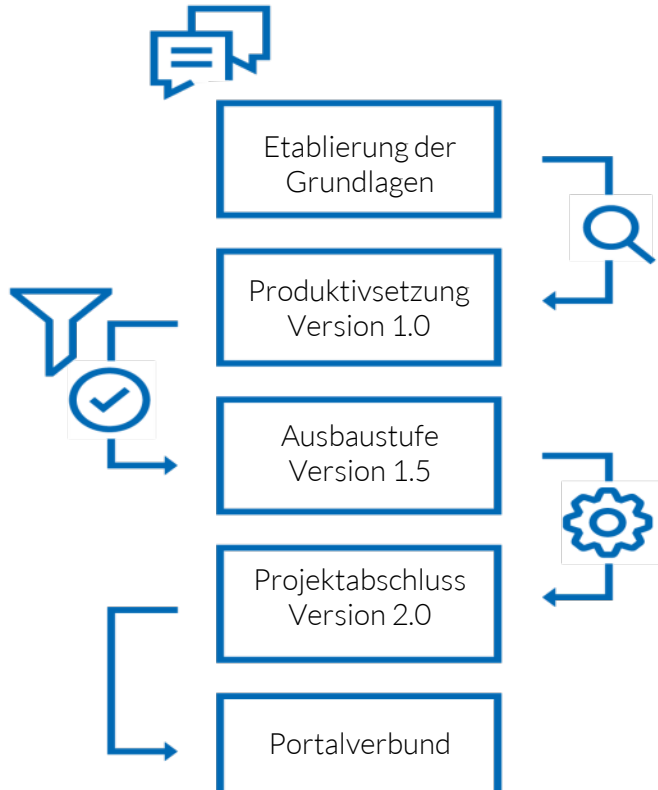 Etablierung der
Grundlagen
Produktivsetzung
Version 1.0
Ausbaustufe
Version 1.5
Projektabschluss
Version 2.0
Portalverbund